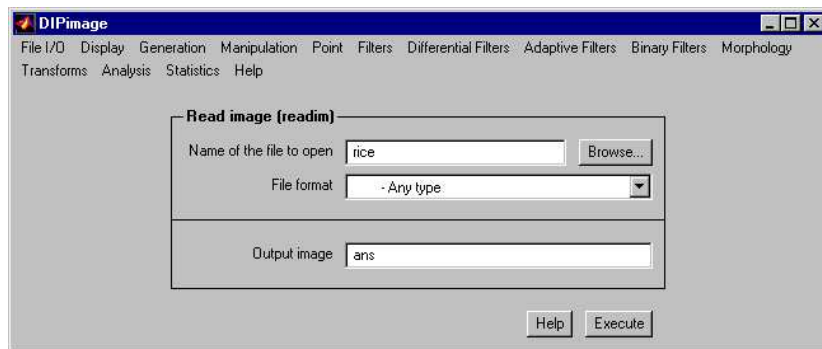 DIPimage
File I/O Display Generation Manipulation Point Filters Differential Filters Adaptive Filters Binary Filters Morphology
Transforms Analysis Statistics Help
Read image (readim)
Name of the file to open rice Browse...
File format - Any type
Output image ans
Help Execute